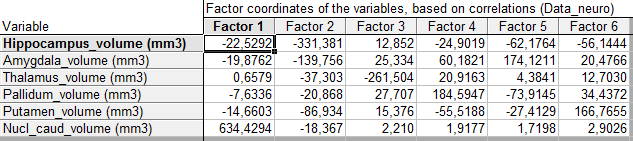 Factor coordinates of the variables, based on correlations (Data_neuro)
Variable Factor 1 Factor 2 Factor 3 Factor 4 Factor 5 Factor 6
Hippocampus_volume (mm3) -22,5292 -331,381 12,852 -24,9019 -62,1764 -56,1444
Amygdala_volume (mm3) -19,8762 -139,756 25,334 60,1821 174,1211 20,4766
Thalamus_volume (mm3) 0,6579 -37,303 -261,504 20,9163 4,3841 12,7030
Pallidum_volume (mm3) -7,6336 -20,868 27,707 184,5947 -73,9145 34,4372
Putamen_volume (mm3) -14,6603 -86,934 15,376 -55,5188 -27,4129 166,7655
Nucl_caud_volume (mm3) 634,4294 -18,367 2,210 1,9177 1,7198 2,9026